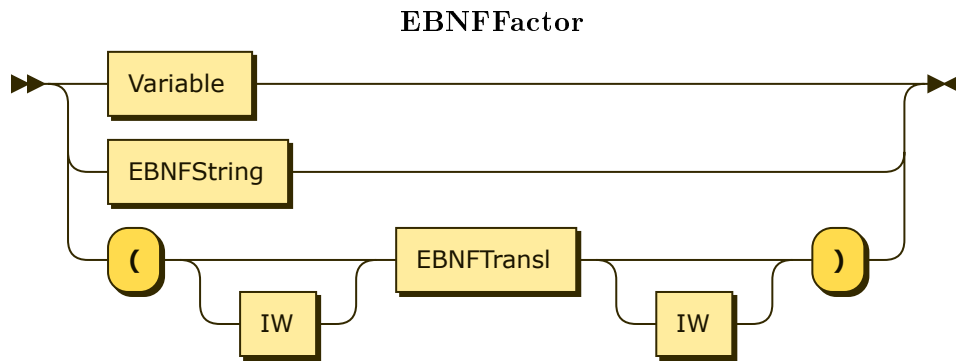 EBNFFactor
Variable
EBNFString
( EBNFTransl )
IW IW